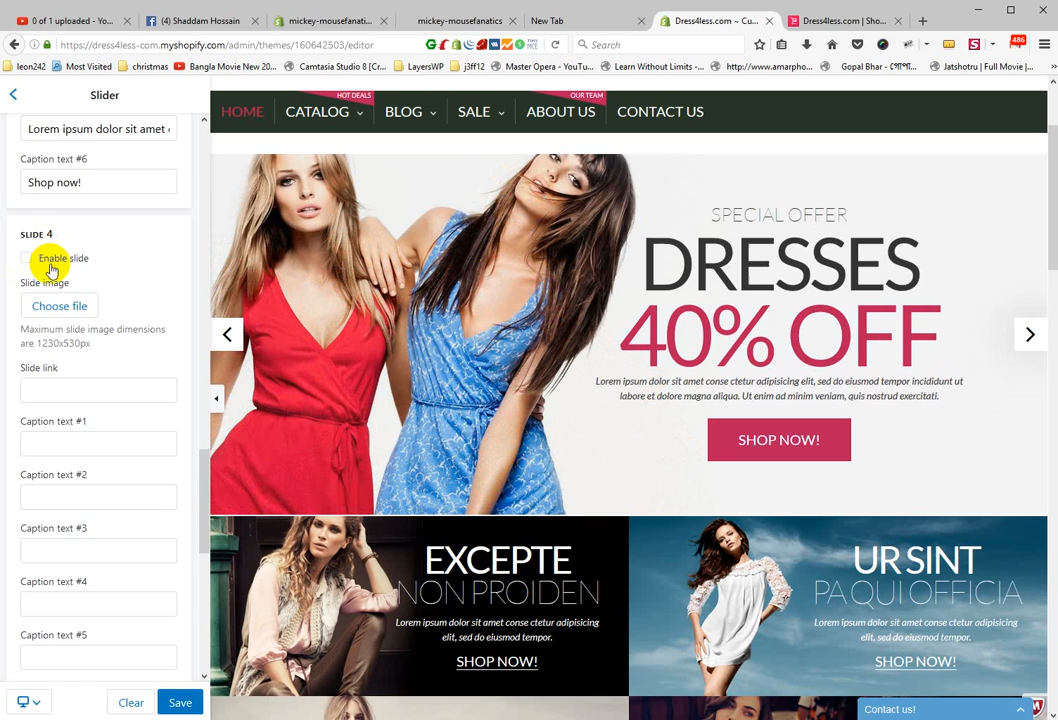 0 of 1 uploaded - YouT...
(4) Shaddam Hossain
mickey-mousefanati...
mickey-mousefanatics
New Tab
Dress4less.com ~ Cu...
Dress4less.com | Sho...
https://dress4less-com.myshopify.com/admin/themes/160642503/editor
Search
486
leon242
Most Visited
christmas
Bangla Movie New 20...
Camtasia Studio 8 [Cr...
LayersWP
j3ff12
Master Opera - YouTu...
Learn Without Limits -...
http://www.amarpho...
Jatshotru | Full Movie |...
Slider
Lorem ipsum dolor sit amet
Caption text #6
Shop now!
SLIDE 4
Enable slide
Slide image
Choose file
Maximum slide image dimensions
are 1230x530px
Slide link
Caption text #1
Caption text #2
Caption text #3
Caption text #4
Caption text #5
Clear
Save
HOT DEALS
OUR TEAM
HOME
CATALOG
BLOG
SALE
ABOUT US
CONTACT US
SPECIAL OFFER
DRESSES
40% OFF
Lorem ipsum dolor sit amet conse ctetur adipisicing elit, sed do eiusmod tempor incididunt ut
labore et dolore magna aliqua. Ut enim ad minim veniam, quis nostrud exercitati.
SHOP NOW!
EXCEPTE
NON PROIDEN
Lorem ipsum dolor sit amet conse ctetur adipisicing
elit, sed do eiusmod tempor.
SHOP NOW!
UR SINT
PA QUI OFFICIA
Lorem ipsum dolor sit amet conse ctetur adipisicing
elit, sed do eiusmod tempor.
SHOP NOW!
Contact us!